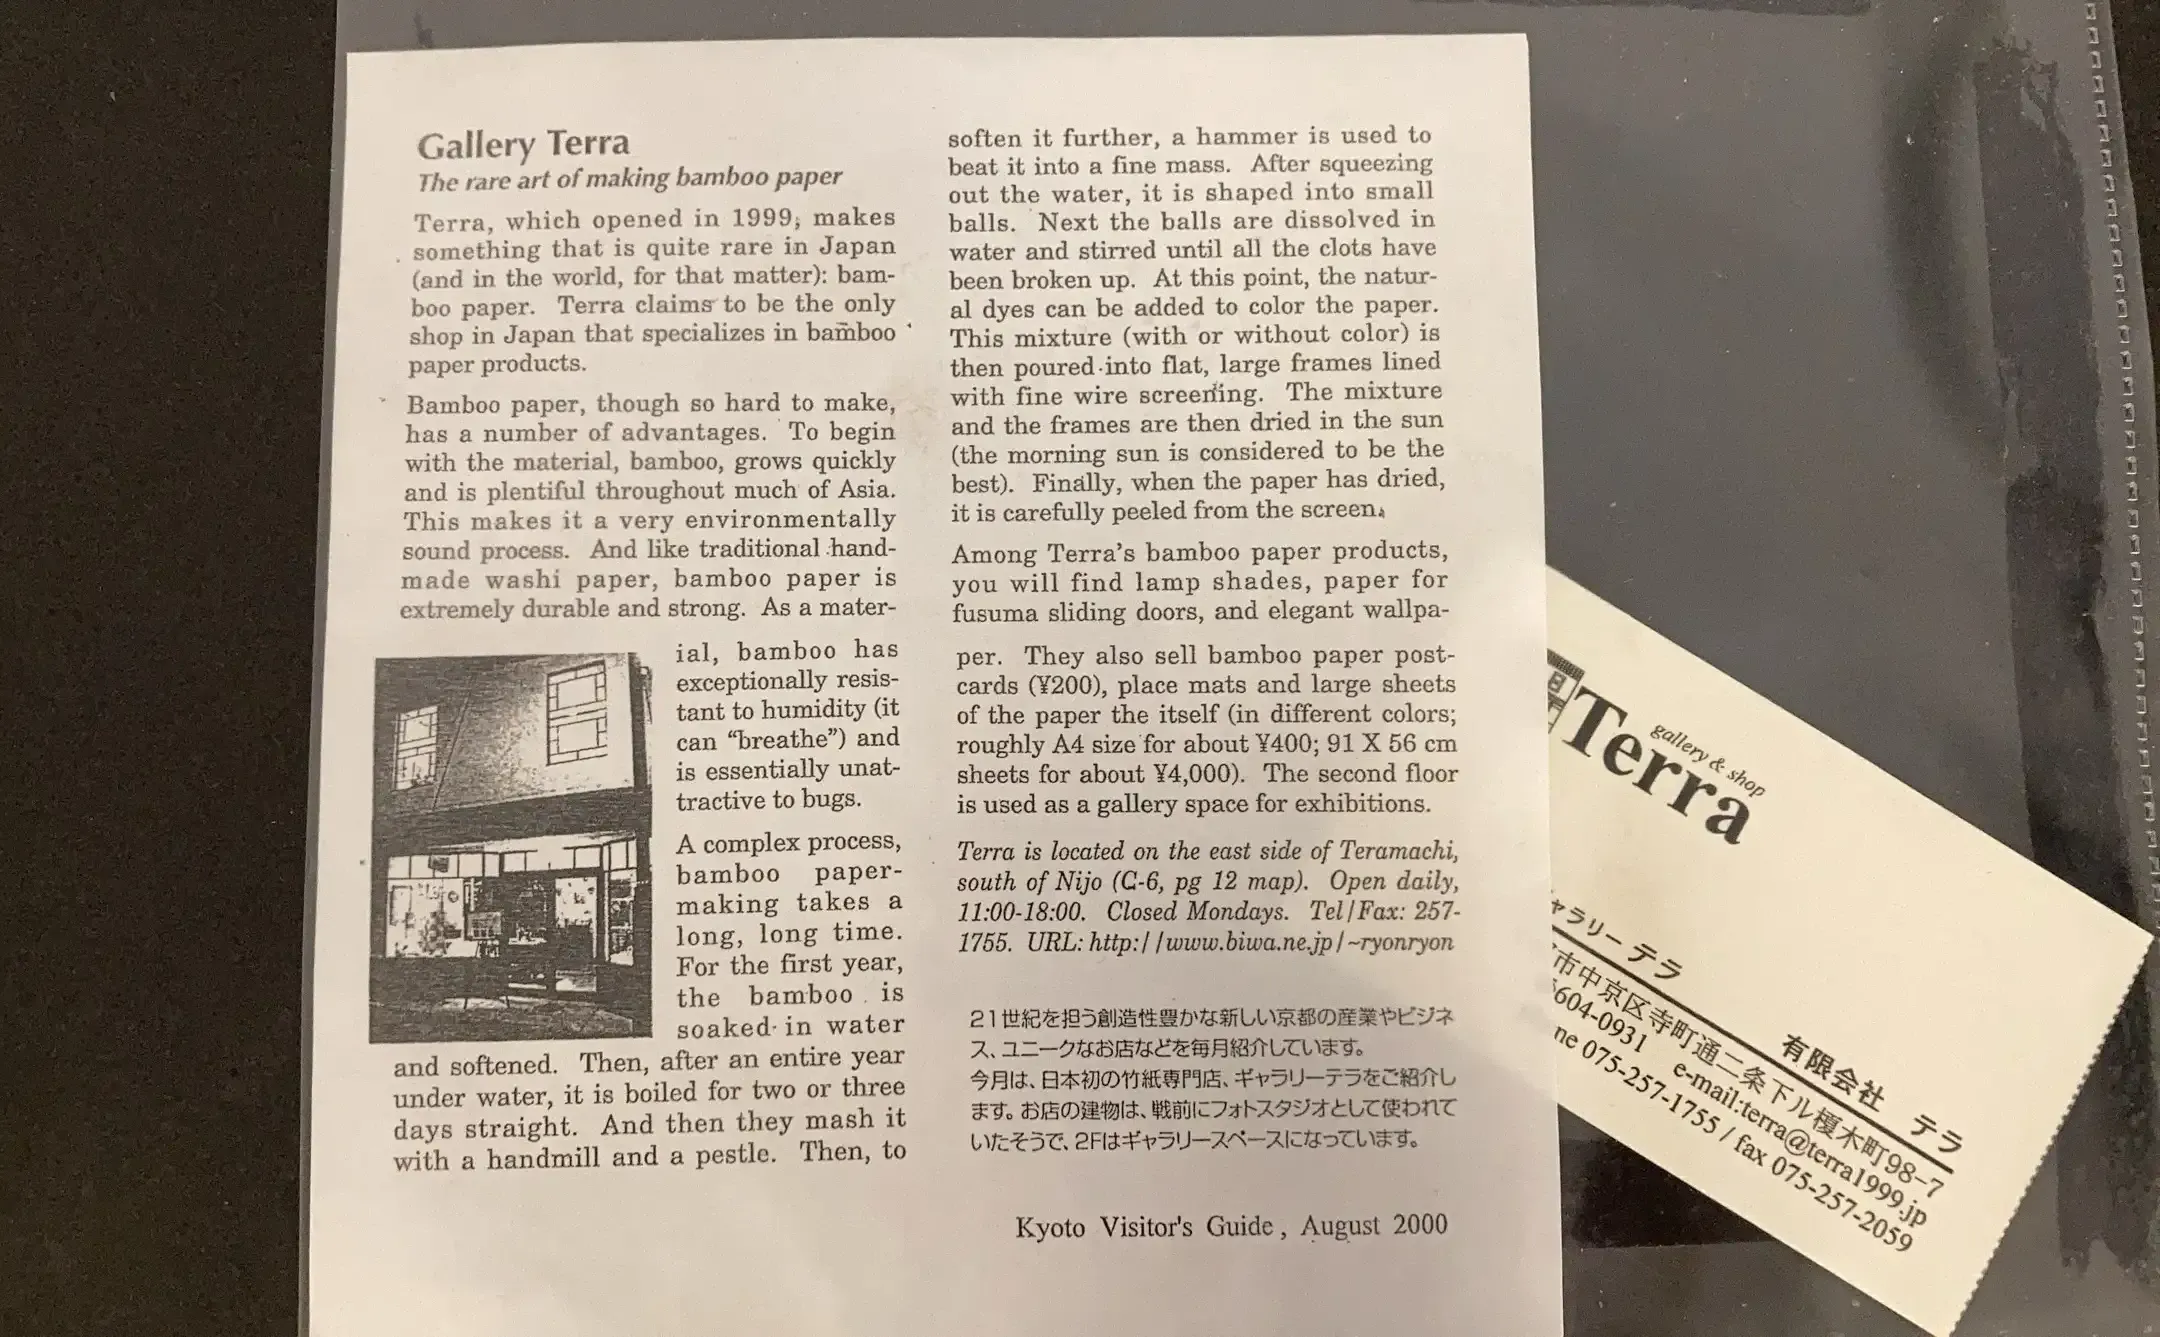 Gallery Terra
The rare art of making bamboo paper
Terra, which opened in 1999, makes
something that is quite rare in Japan
(and in the world, for that matter): bam-
boo paper. Terra claims to be the only
shop in Japan that specializes in bamboo
paper products.
Bamboo paper, though so hard to make,
has a number of advantages. To begin
with the material, bamboo, grows quickly
and is plentiful throughout much of Asia.
This makes it a very environmentally
sound process. And like traditional hand-
made washi paper, bamboo paper is
extremely durable and strong. As a mater-
ial, bamboo has
exceptionally resis-
tant to humidity (it
can “breathe”) and
is essentially unat-
tractive to bugs.
A complex process,
bamboo paper-
making takes a
long, long time.
For the first year,
the bamboo is
soaked in water
and softened. Then, after an entire year
under water, it is boiled for two or three
days straight. And then they mash it
with a handmill and a pestle. Then, to
soften it further, a hammer is used to
beat it into a fine mass. After squeezing
out the water, it is shaped into small
balls. Next the balls are dissolved in
water and stirred until all the clots have
been broken up. At this point, the natur-
al dyes can be added to color the paper.
This mixture (with or without color) is
then poured into flat, large frames lined
with fine wire screening. The mixture
and the frames are then dried in the sun
(the morning sun is considered to be the
best). Finally, when the paper has dried,
it is carefully peeled from the screen.
Among Terra's bamboo paper products,
you will find lamp shades, paper for
fusuma sliding doors, and elegant wallpa-
per. They also sell bamboo paper post-
cards (¥200), place mats and large sheets
of the paper the itself (in different colors;
roughly A4 size for about ¥400; 91 X 56 cm
sheets for about ¥4,000). The second floor
is used as a gallery space for exhibitions.
Terra is located on the east side of Teramachi,
south of Nijo (C-6, pg 12 map). Open daily,
11:00-18:00. Closed Mondays. Tel/Fax: 257-
1755. URL: http://www.biwa.ne.jp/~ryonryon
21世紀を担う創造性豊かな新しい京都の産業やビジネ
ス、ユニークなお店などを毎月紹介しています。
今月は、日本初の竹紙専門店、ギャラリーテラをご紹介し
ます。お店の建物は、戦前にフォトスタジオとして使われて
いたそうで、2Fはギャラリースペースになっています。
Kyoto Visitor's Guide, August 2000
gallery & shop
Terra
ャラリー テラ
有限会社 テラ
市中京区寺町通二条下ル榎木町98-7
604-0931 e-mail:terra@terra1999.jp
ne 075-257-1755 / fax 075-257-2059